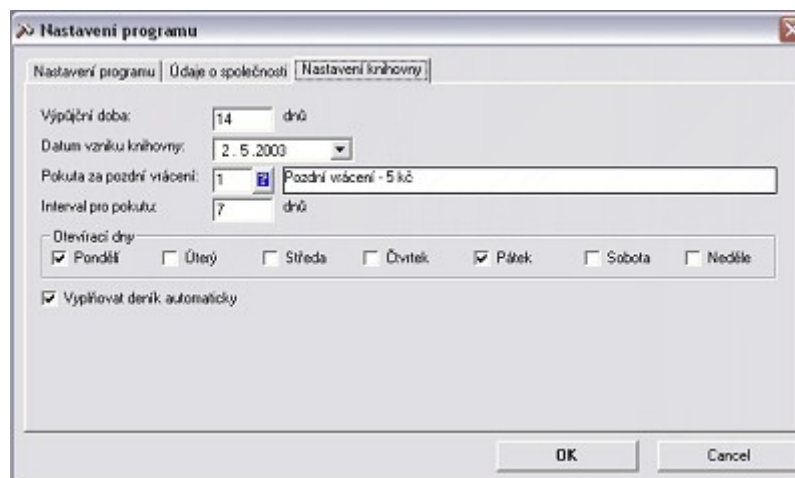 Nastavení programu
Nastavení programu Údaje o společnosti Nastavení knihovny
Výpůjční doba: 14 dnů
Datum vzniku knihovny: 2 . 5 .2003
Pokuta za pozdní vrácení: 1 ? Pozdní vrácení - 5 kč
Interval pro pokutu: 7 dnů
Otevírací dny
Pondělí Úterý Středa Čtvrtek Pátek Sobota Neděle
Vyplňovat deník automaticky
OK Cancel